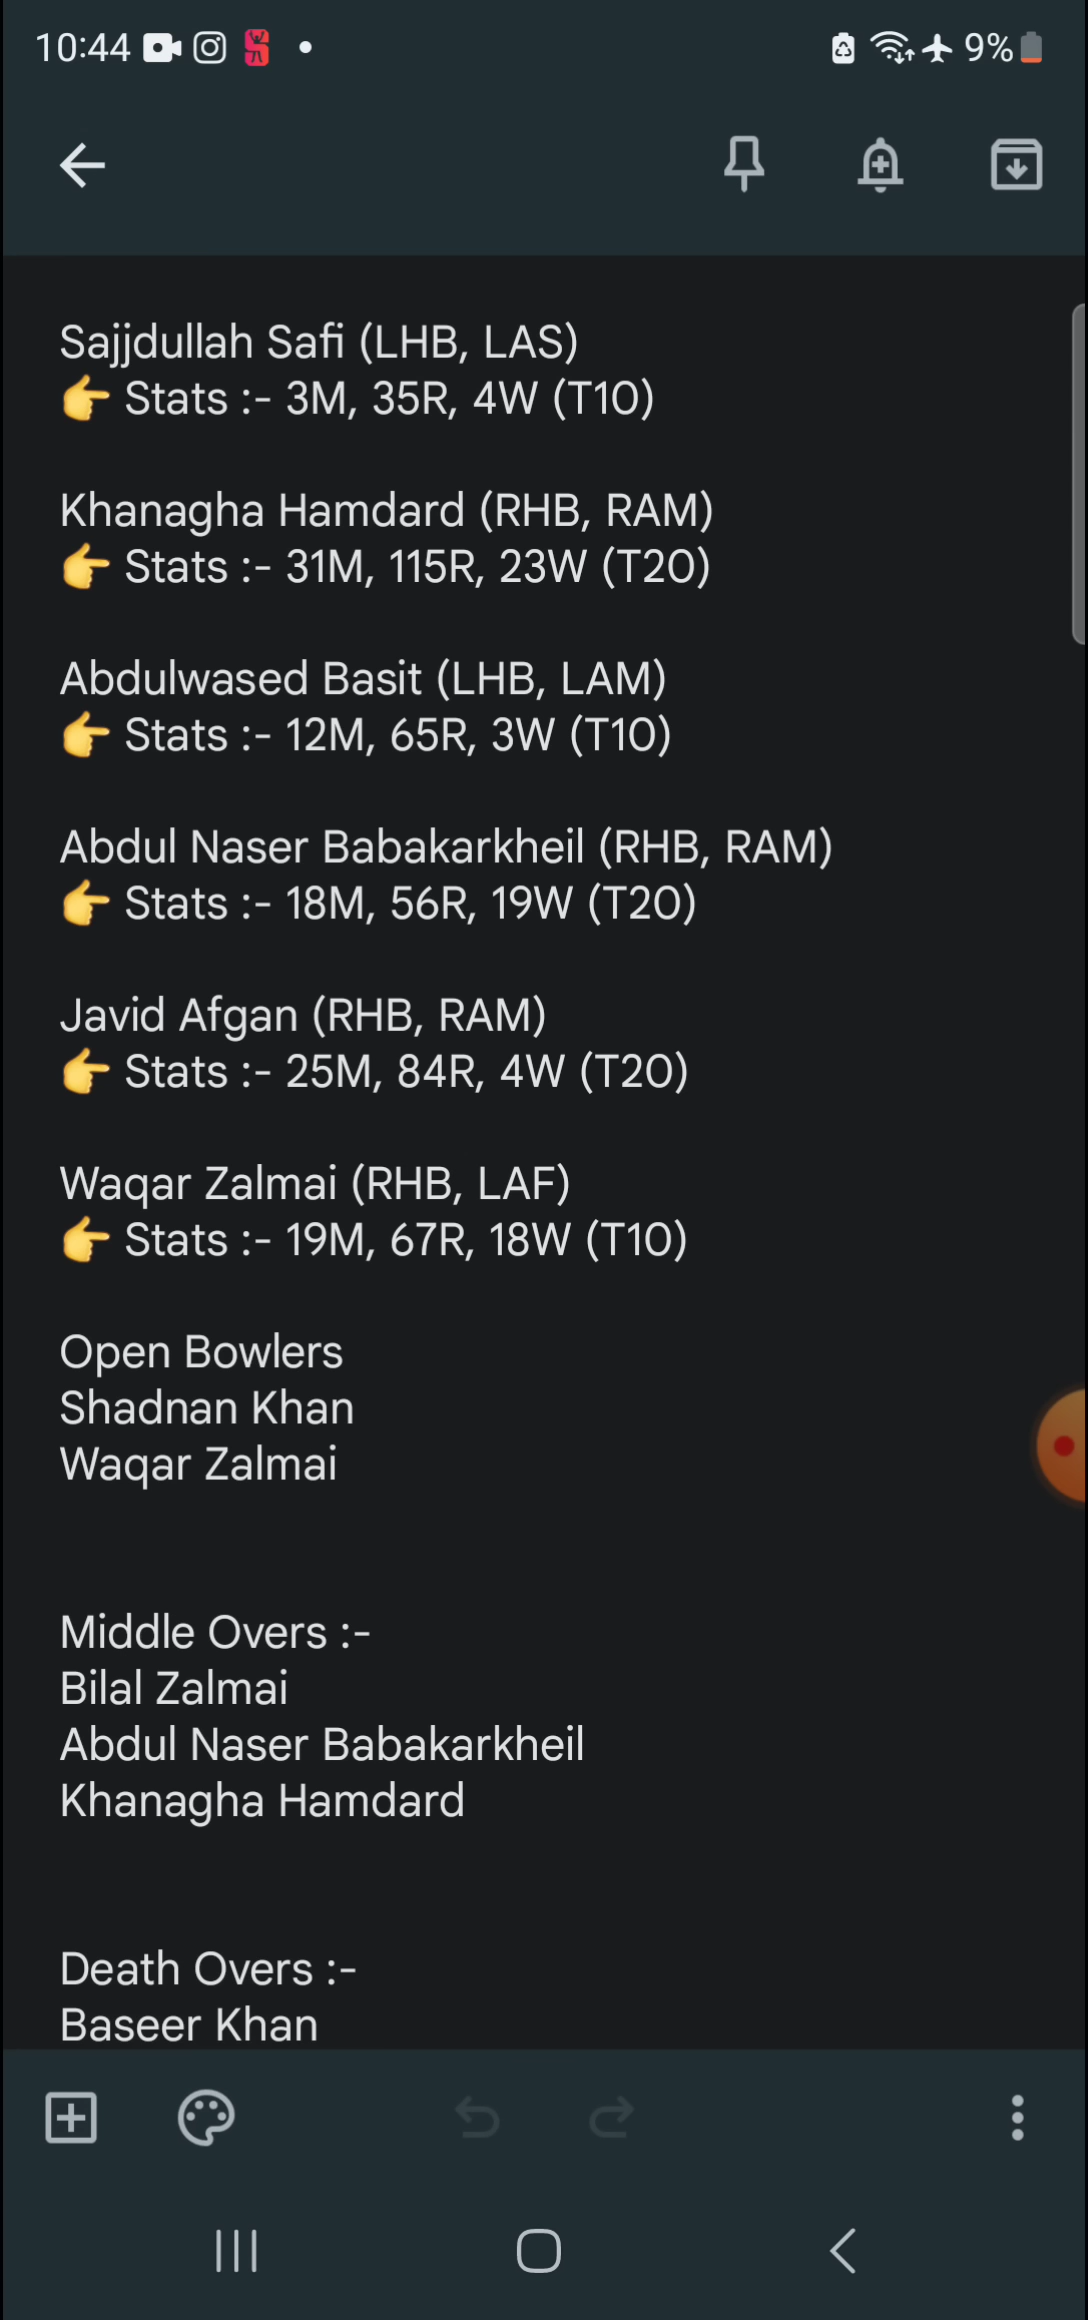 10:44
9%
Sajjdullah Safi (LHB, LAS)
👉 Stats :- 3M, 35R, 4W (T10)
Khanagha Hamdard (RHB, RAM)
👉 Stats :- 31M, 115R, 23W (T20)
Abdulwased Basit (LHB, LAM)
👉 Stats :- 12M, 65R, 3W (T10)
Abdul Naser Babakarkheil (RHB, RAM)
👉 Stats :- 18M, 56R, 19W (T20)
Javid Afgan (RHB, RAM)
👉 Stats :- 25M, 84R, 4W (T20)
Waqar Zalmai (RHB, LAF)
👉 Stats :- 19M, 67R, 18W (T10)
Open Bowlers
Shadnan Khan
Waqar Zalmai
Middle Overs :-
Bilal Zalmai
Abdul Naser Babakarkheil
Khanagha Hamdard
Death Overs :-
Baseer Khan